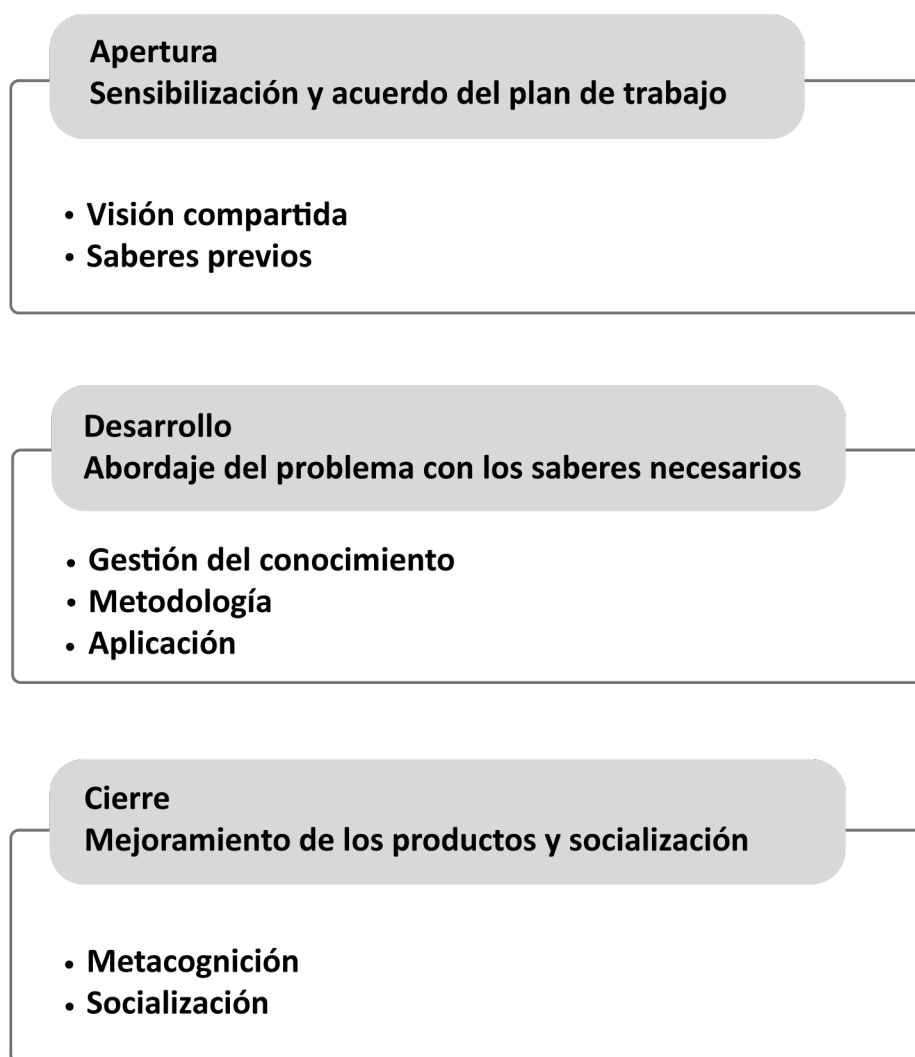 Apertura
Sensibilización y acuerdo del plan de trabajo
• Visión compartida
• Saberes previos
Desarrollo
Abordaje del problema con los saberes necesarios
• Gestión del conocimiento
• Metodología
• Aplicación
Cierre
Mejoramiento de los productos y socialización
• Metacognición
• Socialización